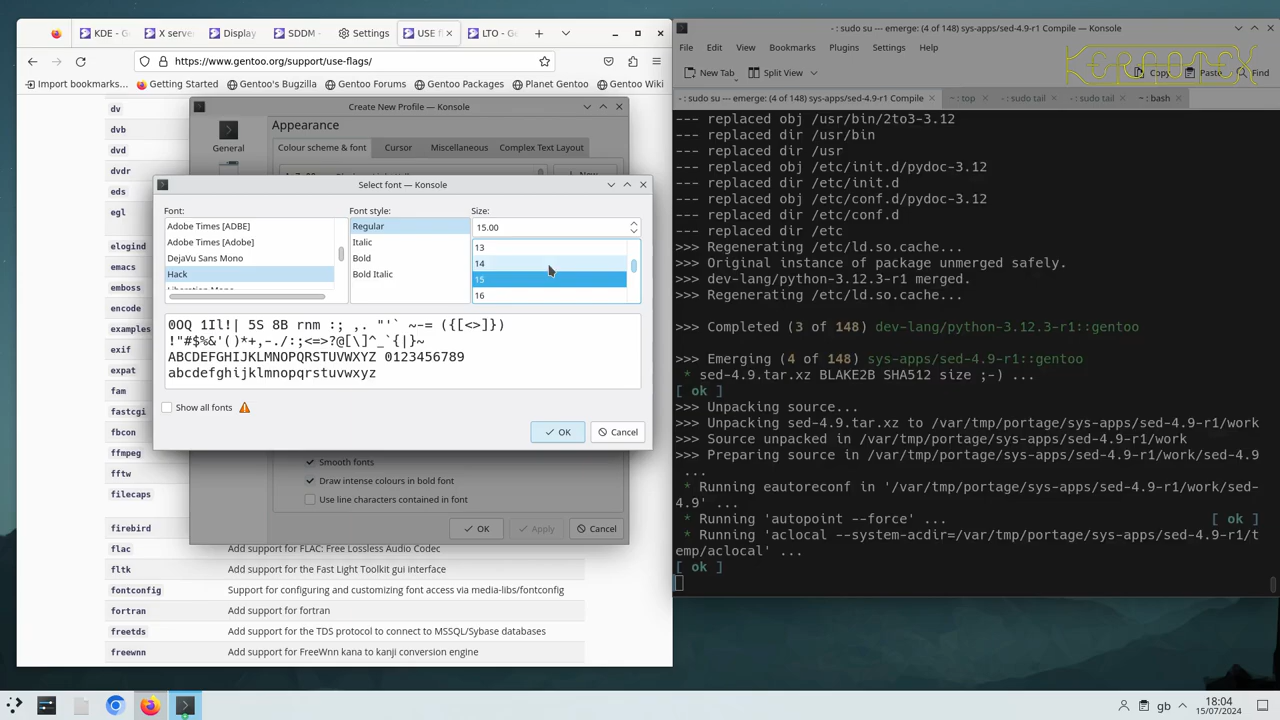 KDE - G
X serve
Display
SDDM -
Settings
USE f
LTO - G
https://www.gentoo.org/support/use-flags/
Import bookmarks...
Getting Started
Gentoo's Bugzilla
Gentoo Forums
Gentoo Packages
Planet Gentoo
Gentoo Wiki
dv
dvb
dvd
dvdr
eds
egl
elogind
emacs
encode
examples
exif
expat
fam
fastcgi
fbcon
ffmpeg
fftw
filecaps
firebird
flac Add support for FLAC: Free Lossless Audio Codec
fltk Add support for the Fast Light Toolkit gui interface
fontconfig Support for configuring and customizing font access via media-libs/fontconfig
fortran Add support for fortran
freetds Add support for the TDS protocol to connect to MSSQL/Sybase databases
freewnn Add support for FreeWnn kana to kanji conversion engine
Create New Profile — Konsole
General
Appearance
Colour scheme & font Cursor Miscellaneous Complex Text Layout
Select font — Konsole
Font: Font style: Size:
Adobe Times [ADBE]
Adobe Times [Adobe]
DejaVu Sans Mono
Hack
Regular
Italic
Bold
Bold Italic
15.00
13
14
15
16
0OQ 1Il!| 5S 8B rnm :; ,. "'` ~-= ({[<>]})
!"#$%&'()*+,-./:;<=>?@[\]^_`{|}~
ABCDEFGHIJKLMNOPQRSTUVWXYZ 0123456789
abcdefghijklmnopqrstuvwxyz
Show all fonts
OK Cancel
Smooth fonts
Draw intense colours in bold font
Use line characters contained in font
OK Apply Cancel
- : sudo su --- emerge: (4 of 148) sys-apps/sed-4.9-r1 Compile — Konsole
File Edit View Bookmarks Plugins Settings Help
New Tab Split View Copy Paste Find
- : sudo su --- emerge: (4 of 148) sys-apps/sed-4.9-r1 Compile
~ : top
~ : sudo tail
~ : sudo tail
~ : bash
--- replaced obj /usr/bin/2to3-3.12
--- replaced dir /usr/bin
--- replaced dir /usr
--- replaced obj /etc/init.d/pydoc-3.12
--- replaced dir /etc/init.d
--- replaced obj /etc/conf.d/pydoc-3.12
--- replaced dir /etc/conf.d
--- replaced dir /etc
>>> Regenerating /etc/ld.so.cache...
>>> Original instance of package unmerged safely.
>>> dev-lang/python-3.12.3-r1 merged.
>>> Regenerating /etc/ld.so.cache...
>>> Completed (3 of 148) dev-lang/python-3.12.3-r1::gentoo
>>> Emerging (4 of 148) sys-apps/sed-4.9-r1::gentoo
* sed-4.9.tar.xz BLAKE2B SHA512 size ;-) ...
[ ok ]
>>> Unpacking source...
>>> Unpacking sed-4.9.tar.xz to /var/tmp/portage/sys-apps/sed-4.9-r1/work
>>> Source unpacked in /var/tmp/portage/sys-apps/sed-4.9-r1/work
>>> Preparing source in /var/tmp/portage/sys-apps/sed-4.9-r1/work/sed-4.9
...
* Running eautoreconf in '/var/tmp/portage/sys-apps/sed-4.9-r1/work/sed-
4.9' ...
* Running 'autopoint --force' ... [ ok ]
* Running 'aclocal --system-acdir=/var/tmp/portage/sys-apps/sed-4.9-r1/t
emp/aclocal' ...
[ ok ]
gb
18:04
15/07/2024